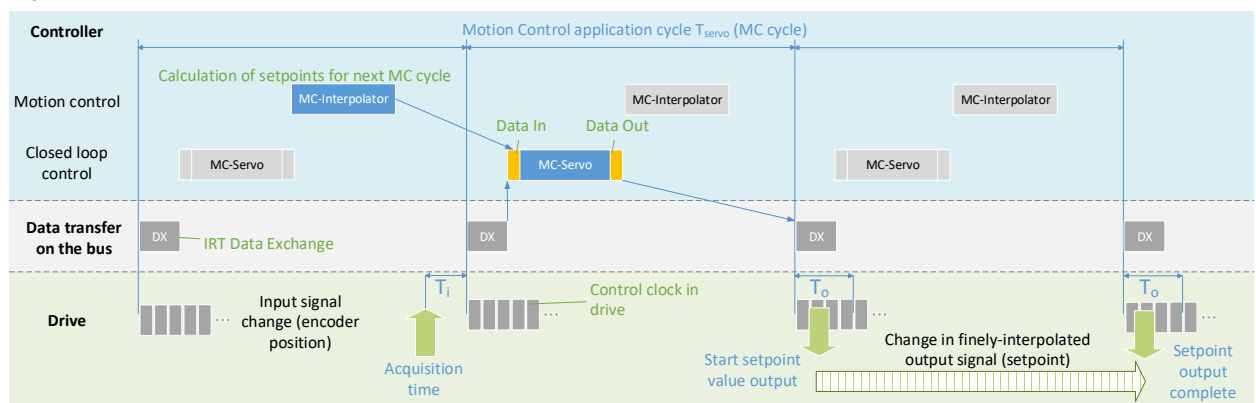 Controller
Motion Control application cycle Tservo (MC cycle)
Calculation of setpoints for next MC cycle
Motion control
MC-Interpolator
MC-Interpolator
MC-Interpolator
Data In
Data Out
Closed loop
control
MC-Servo
MC-Servo
MC-Servo
Data transfer
on the bus
DX
IRT Data Exchange
DX
DX
DX
Ti
To
To
Drive
...
Input signal
change (encoder
position)
...
Control clock in
drive
...
...
Acquisition
time
Start setpoint
value output
Change in finely-interpolated
output signal (setpoint)
Setpoint
output
complete